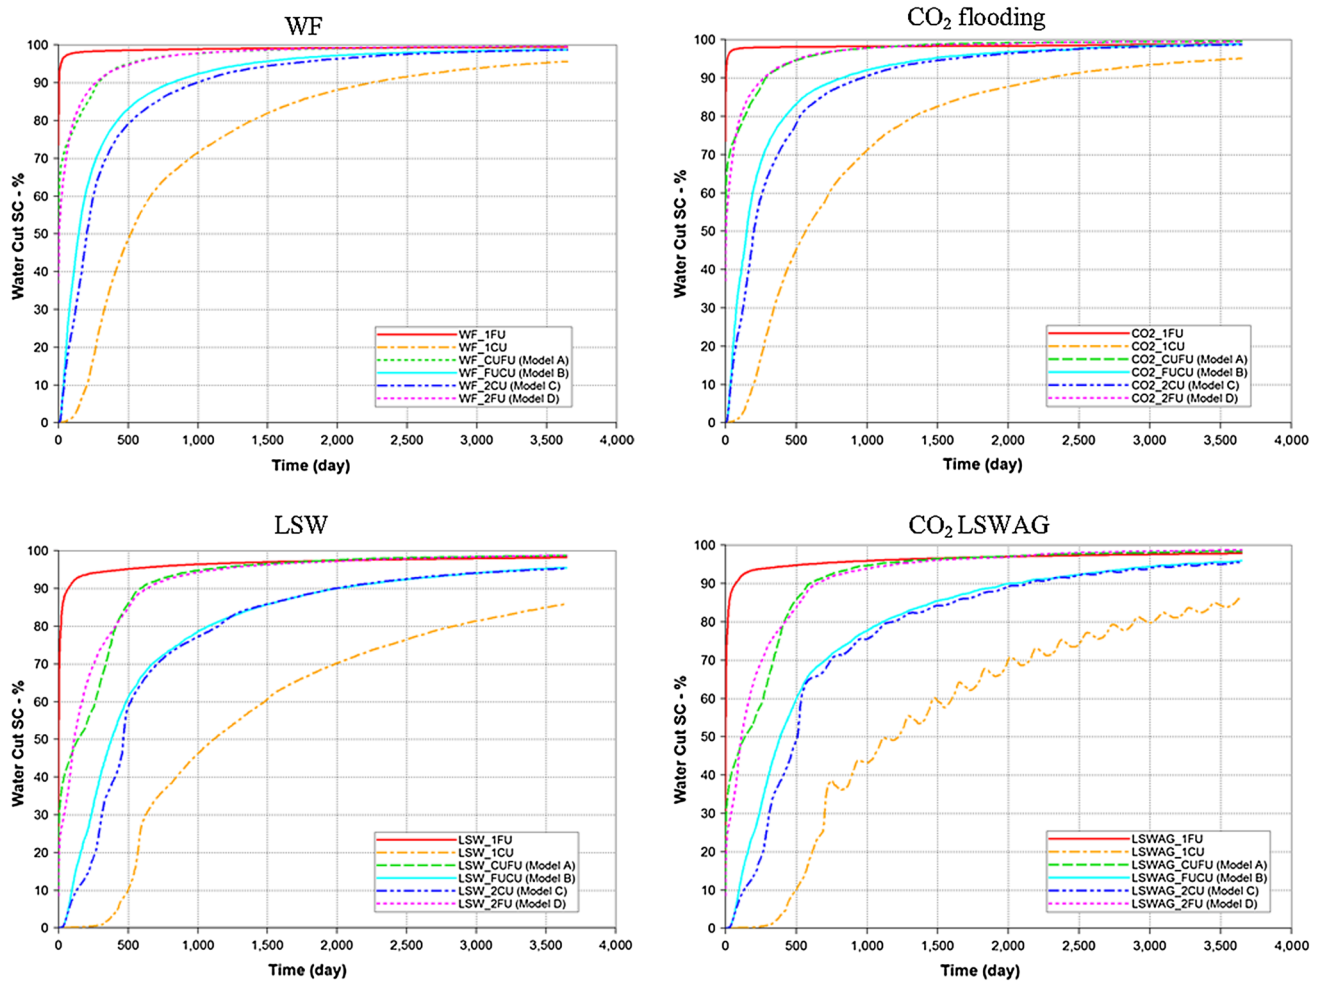 WF
100
90
80
70
60
50
40
30
20
10
0
Water Cut SC - %
WF_1FU
WF_1CU
WF_CUFU (Model A)
WF_FUCU (Model B)
WF_2CU (Model C)
WF_2FU (Model D)
0 500 1,000 1,500 2,000 2,500 3,000 3,500 4,000
Time (day)
CO2 flooding
100
90
80
70
60
50
40
30
20
10
0
Water Cut SC - %
CO2_1FU
CO2_1CU
CO2_CUFU (Model A)
CO2_FUCU (Model B)
CO2_2CU (Model C)
CO2_2FU (Model D)
0 500 1,000 1,500 2,000 2,500 3,000 3,500 4,000
Time (day)
LSW
100
90
80
70
60
50
40
30
20
10
0
Water Cut SC - %
LSW_1FU
LSW_1CU
LSW_CUFU (Model A)
LSW_FUCU (Model B)
LSW_2CU (Model C)
LSW_2FU (Model D)
0 500 1,000 1,500 2,000 2,500 3,000 3,500 4,000
Time (day)
CO2 LSWAG
100
90
80
70
60
50
40
30
20
10
0
Water Cut SC - %
LSWAG_1FU
LSWAG_1CU
LSWAG_CUFU (Model A)
LSWAG_FUCU (Model B)
LSWAG_2CU (Model C)
LSWAG_2FU (Model D)
0 500 1,000 1,500 2,000 2,500 3,000 3,500 4,000
Time (day)